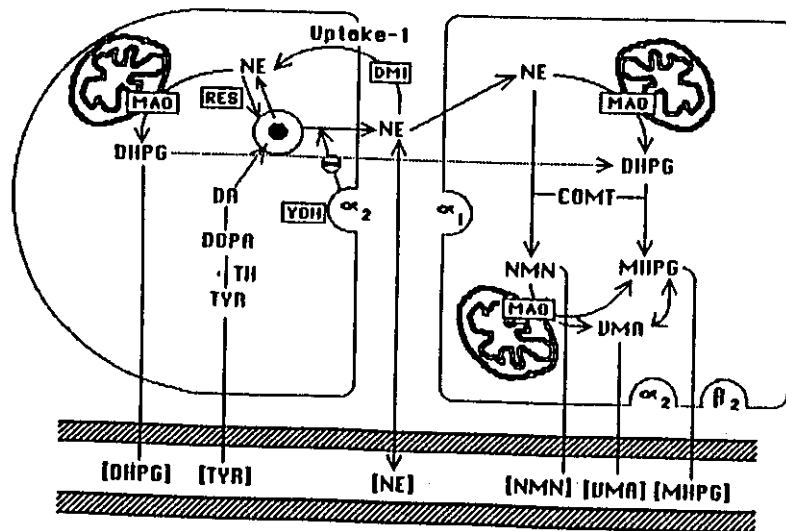 Uptake-1
NE
DMI
NE
MAO
RES
MAO
NE
DHPG
DHPG
DA
YOH
α2
α1
COMT
DOPA
TH
NMN
MHPG
TYR
MAO
VMA
α2
β2
[DHPG] [TYR] [NE] [NMN] [VMA] [MHPG]